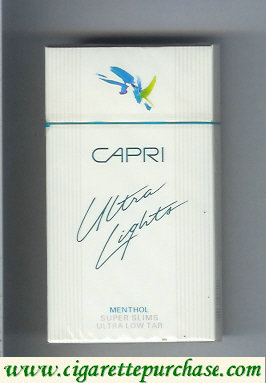 CAPRI
Ultra
Lights
MENTHOL
SUPER SLIMS
ULTRA LOW TAR
www.cigarettepurchase.com